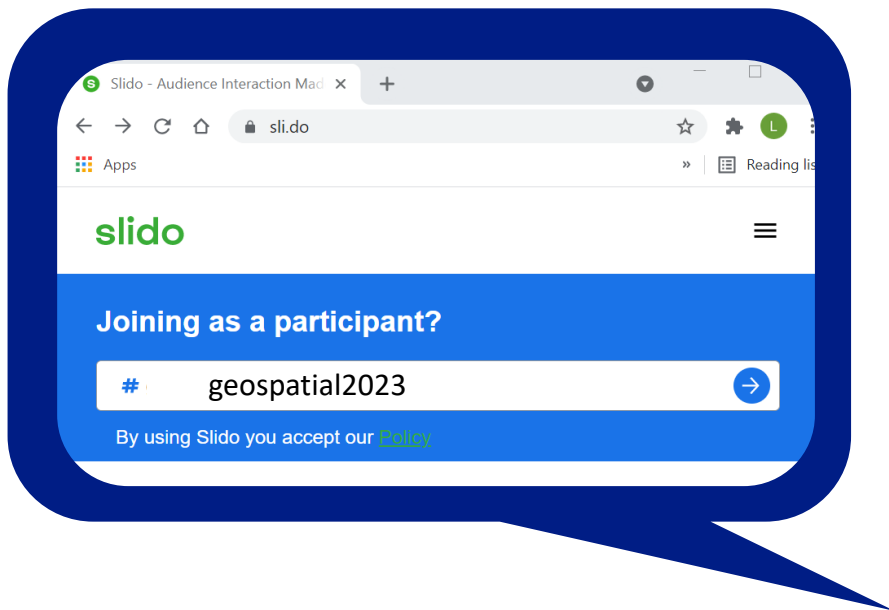 S Slido - Audience Interaction Mad
sli.do
Apps
» Reading lis
L
slido
Joining as a participant?
# geospatial2023
By using Slido you accept our Policy